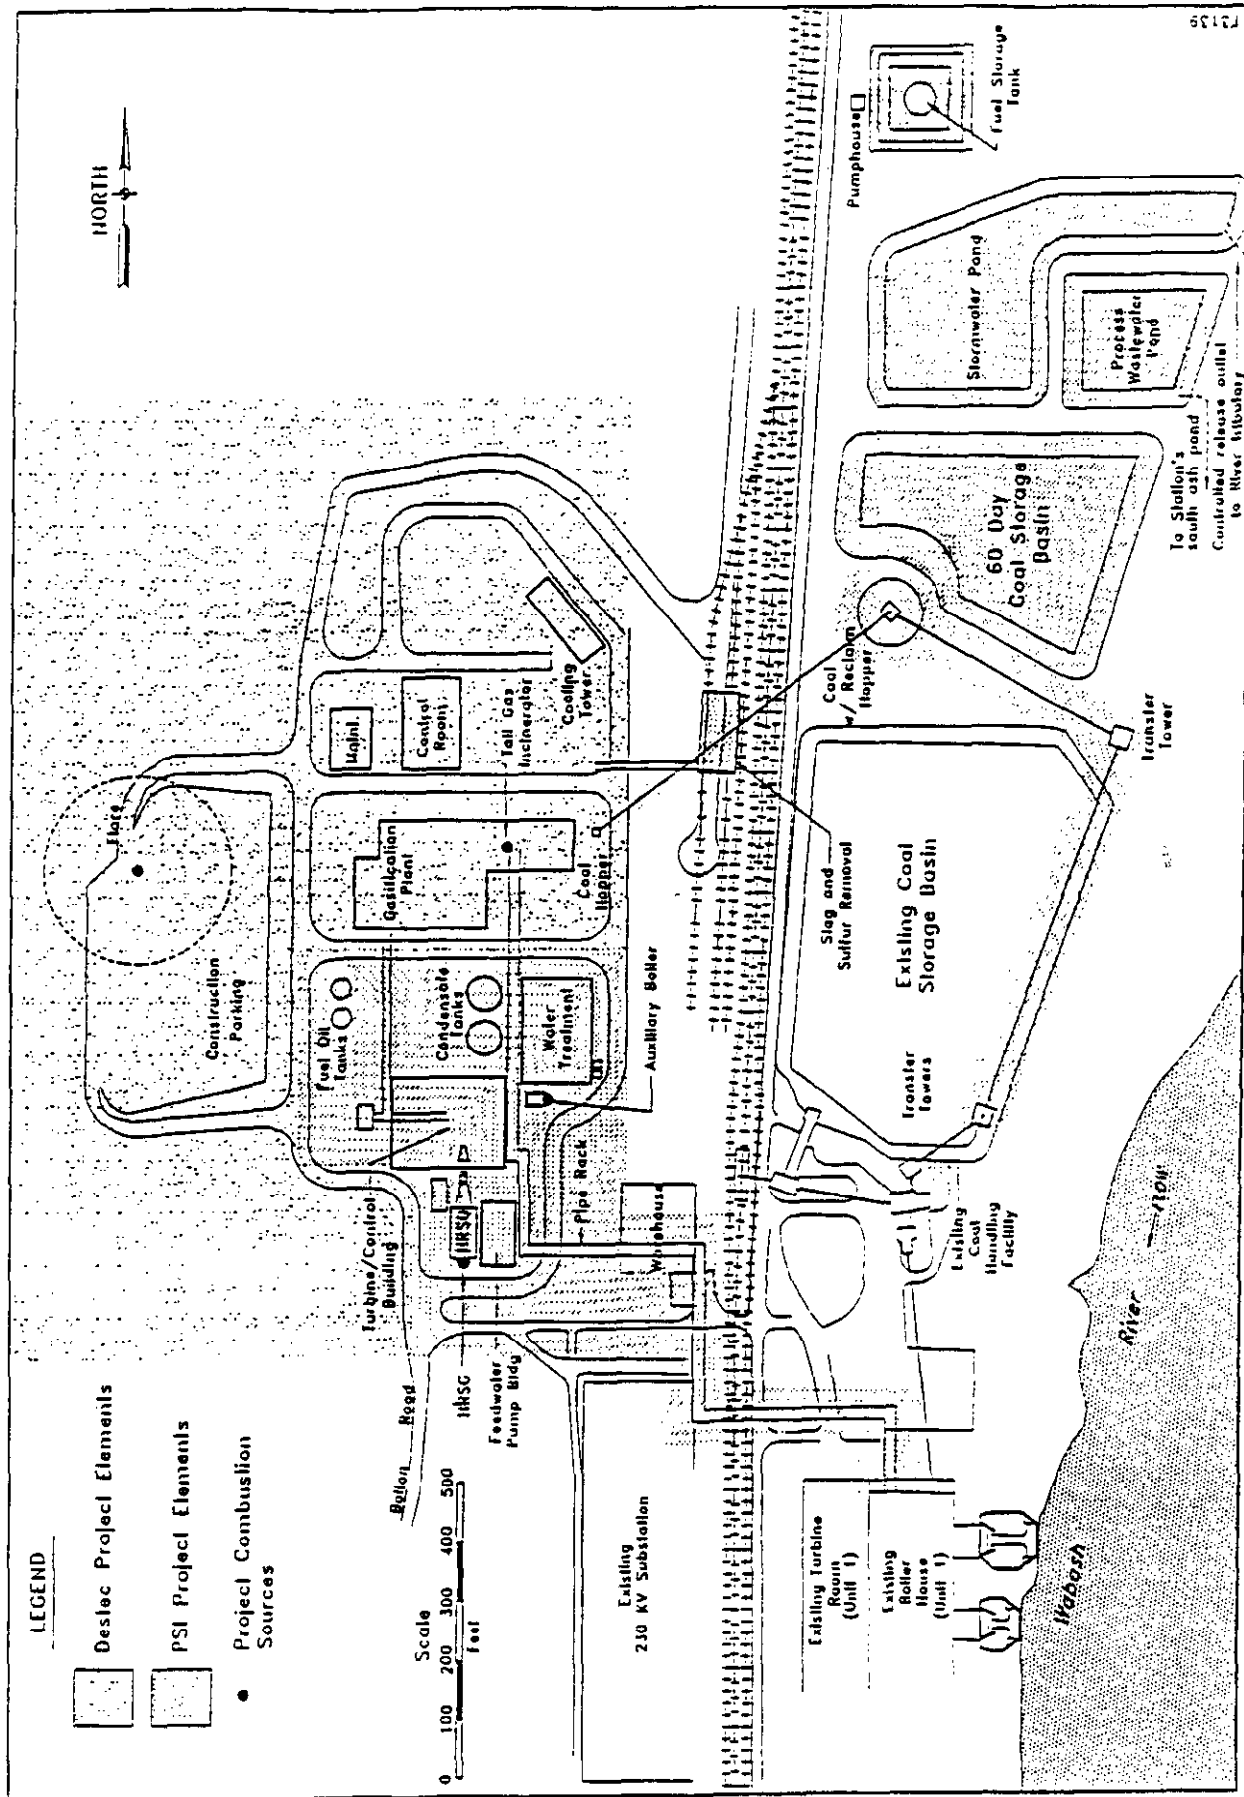 LEGEND
Destec Project Elements
PSI Project Elements
Project Combustion
Sources
NORTH
Scale
0 100 200 300 400 500
Feet
Flare
Construction
Parking
Maint.
Control
Room
Tail Gas
Incinerator
Cooling
Tower
Gasification
Plant
Coal
Hopper
Fuel Oil
Tanks
Condensate
Tanks
Water
Treatment
Auxiliary Boiler
Turbine/Control
Building
HRSG
HRSG
Feedwater
Pump Bldg
Pipe Rack
Warehouse
Bolton Road
Existing
230 KV Substation
Slag and
Sulfur Removal
Coal
Reclaim
w/ Hopper
Pumphouse
Fuel Storage
Tank
Stormwater Pond
Process
Wastewater
Pond
60 Day
Coal Storage
Basin
To Station's
south ash pond
Controlled release outlet
to River tributary
Transfer
Tower
Existing Coal
Storage Basin
Transfer
Towers
Existing
Coal
Handling
Facility
Existing Turbine
Room
(Unit 1)
Existing
Boiler
House
(Unit 1)
Wabash River
Flow